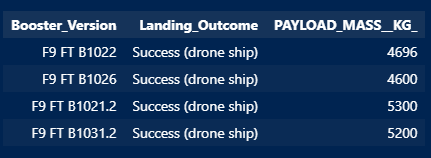 Booster_Version Landing_Outcome PAYLOAD_MASS__KG_
F9 FT B1022 Success (drone ship) 4696
F9 FT B1026 Success (drone ship) 4600
F9 FT B1021.2 Success (drone ship) 5300
F9 FT B1031.2 Success (drone ship) 5200